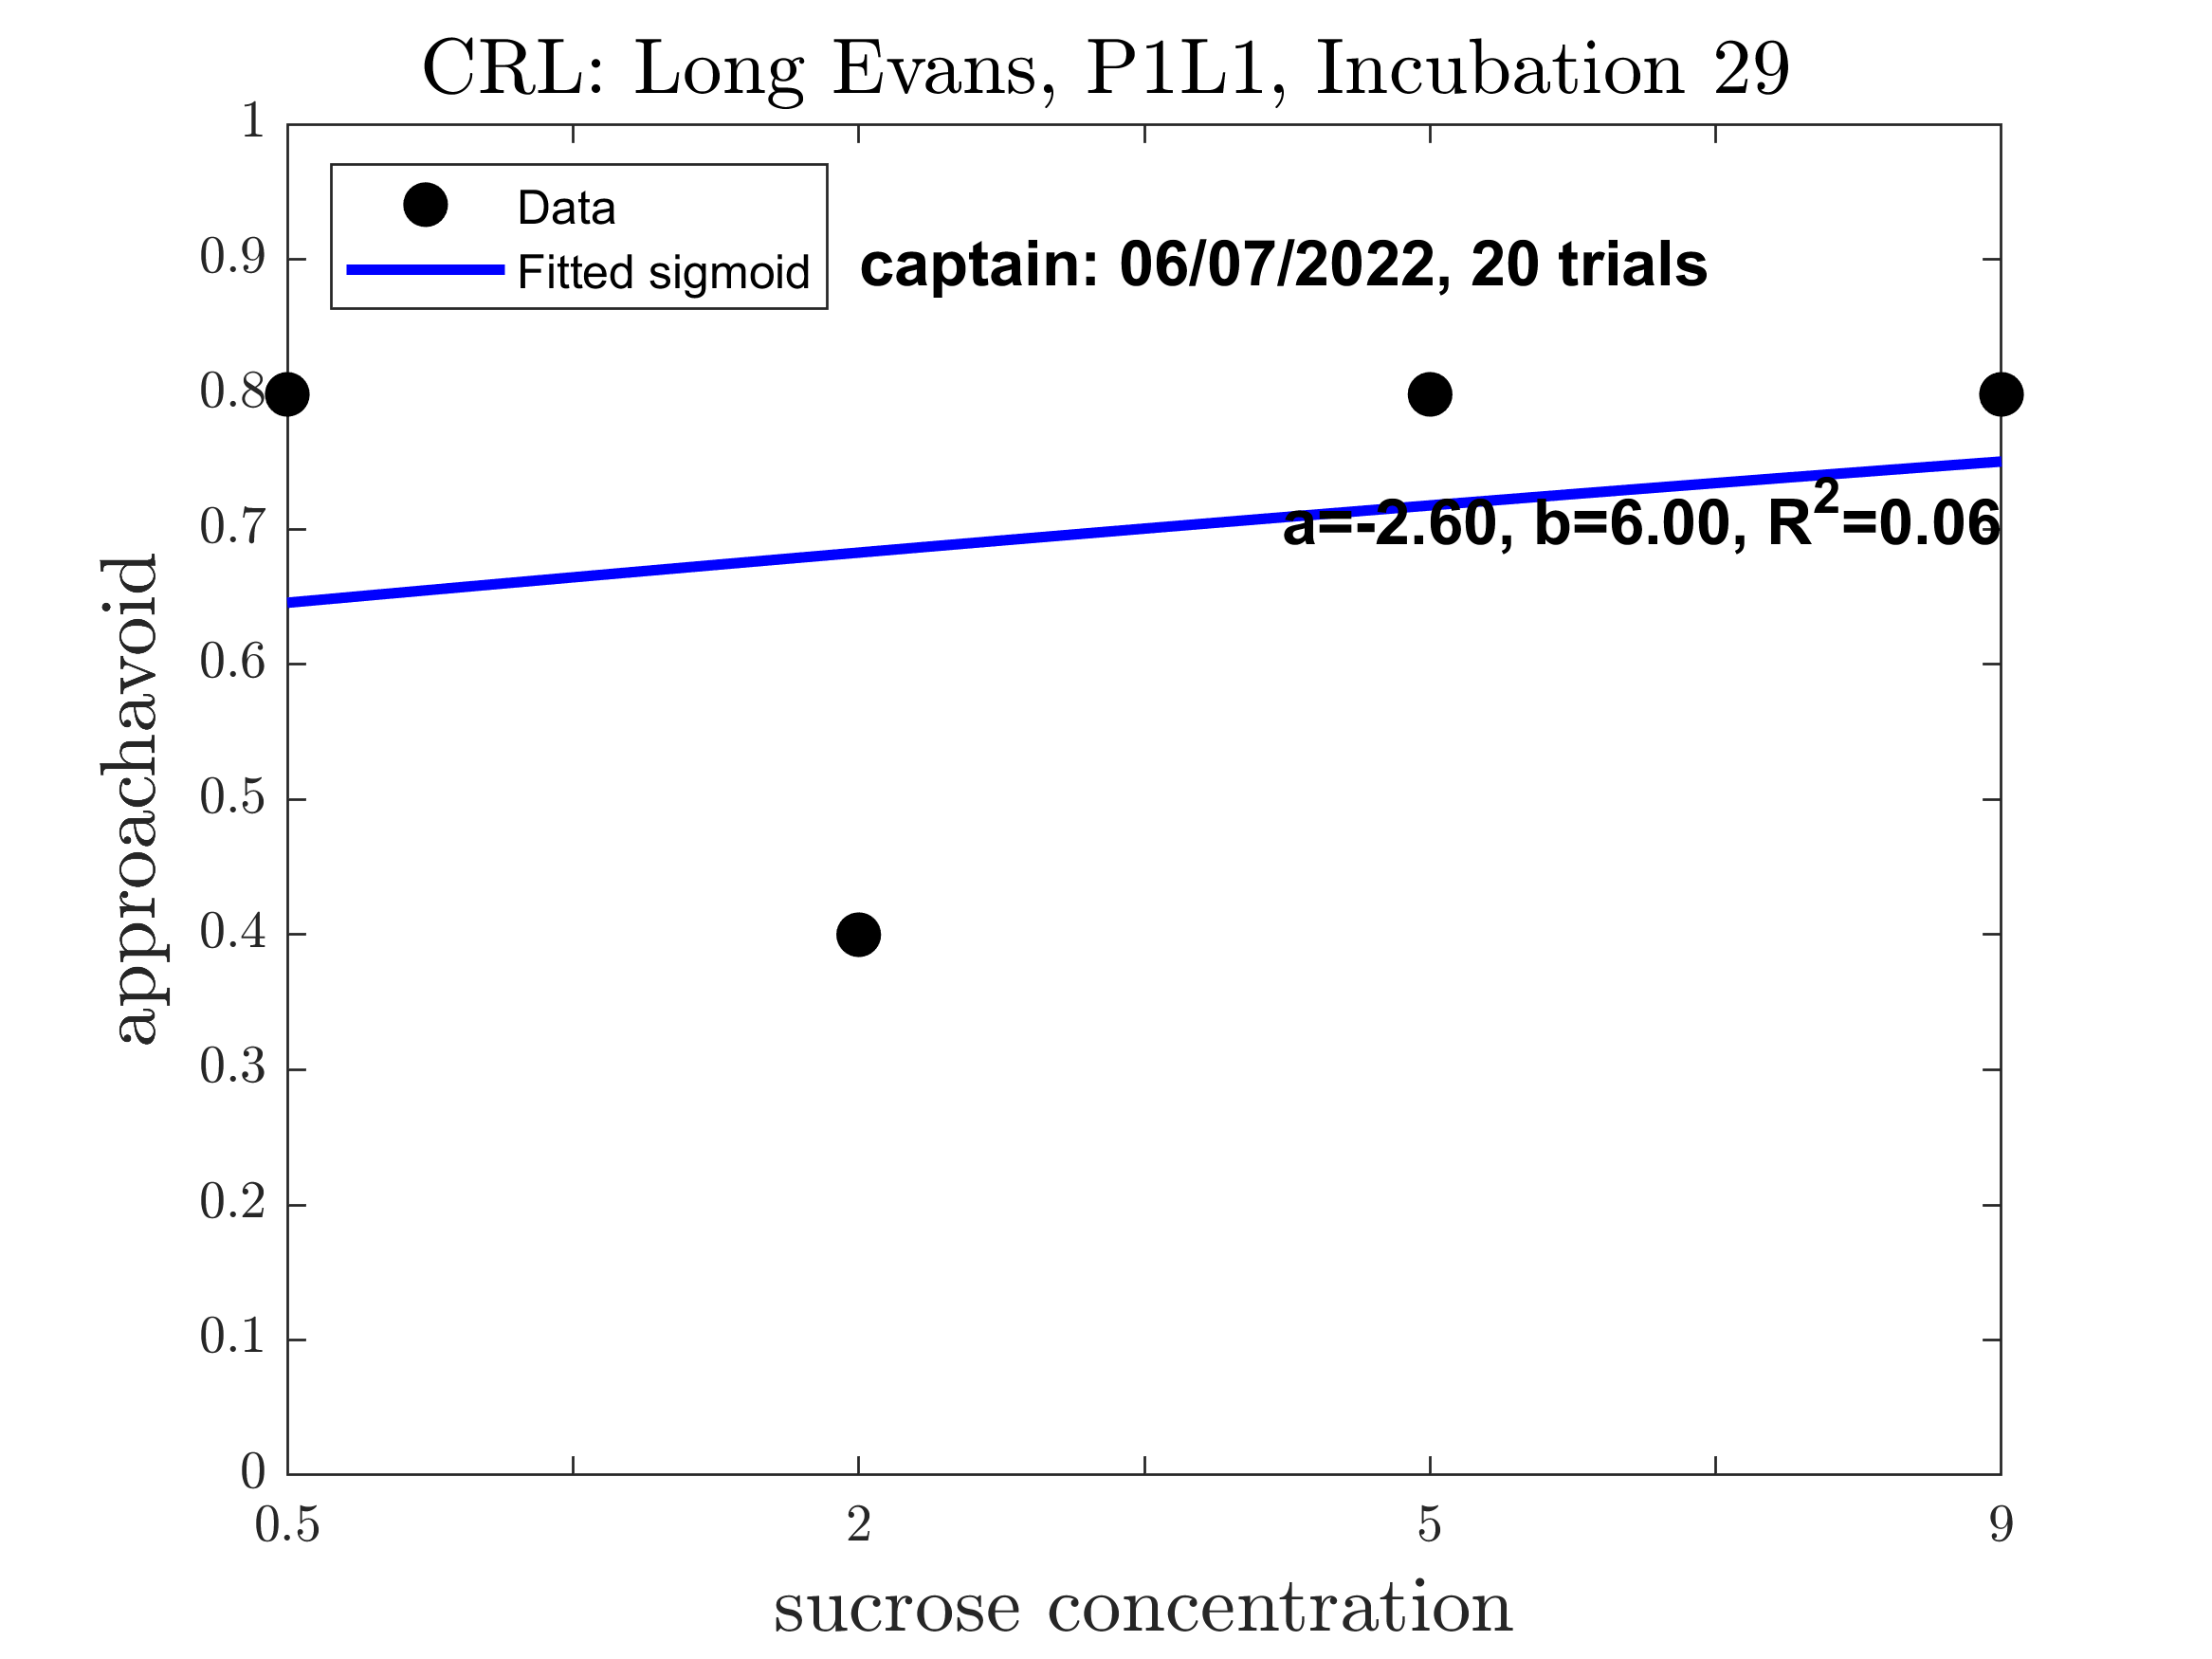 CRL: Long Evans, P1L1, Incubation 29
1
0.9
0.8
0.7
0.6
0.5
0.4
0.3
0.2
0.1
0
Data
Fitted sigmoid
captain: 06/07/2022, 20 trials
a=-2.60, b=6.00, R²=0.06
approachavoid
0.5 2 5 9
sucrose concentration